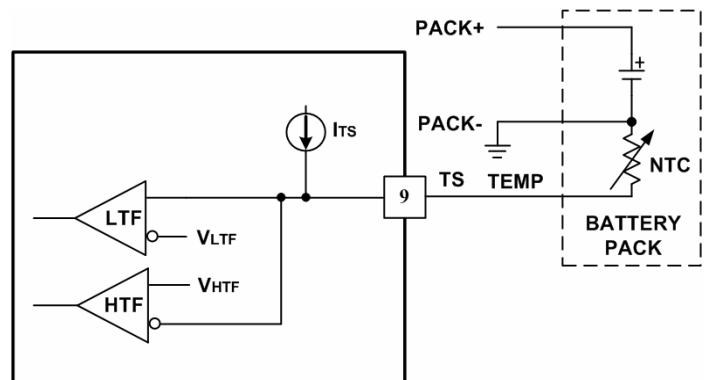 PACK+
+
ITS
PACK-
NTC
9
TS TEMP
LTF
VLTF
BATTERY
PACK
VHTF
HTF